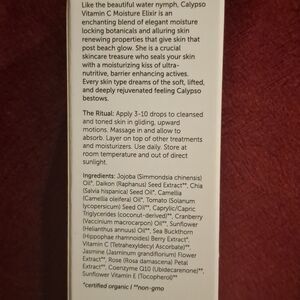 Like the beautiful water nymph, Calypso
Vitamin C Moisture Elixir is an
enchanting blend of elegant moisture
locking botanicals and alluring skin
renewing properties that give skin that
post beach glow. She is a crucial
skincare treasure who seals your skin
with a moisturizing kiss of ultra-
nutritive, barrier enhancing actives.
Every skin type dreams of the soft, lifted,
and deeply rejuvenated feeling Calypso
bestows.
The Ritual: Apply 3-10 drops to cleansed
and toned skin in gliding, upward
motions. Massage in and allow to
absorb. Layer on top of other treatments
and moisturizers. Use daily. Store at
room temperature and out of direct
sunlight.
Ingredients: Jojoba (Simmondsia chinensis)
Oil*, Daikon (Raphanus) Seed Extract**, Chia
(Salvia hispanica) Seed Oil*, Camellia
(Camellia oleifera) Oil*, Tomato (Solanum
lycopersicum) Seed Oil**, Caprylic/Capric
Triglycerides (coconut-derived)**, Cranberry
(Vaccinium macrocarpon) Oil**, Sunflower
(Helianthus annuus) Oil**, Sea Buckthorn
(Hippophae rhamnoides) Berry Extract*,
Vitamin C (Tetrahexyldecyl Ascorbate)**,
Jasmine (Jasminum grandiflorum) Flower
Extract**, Rose (Rosa damascena) Petal
Extract**, Coenzyme Q10 (Ubidecarenone)**,
Sunflower Vitamin E (Tocopherol)**
*certified organic | **non-gmo